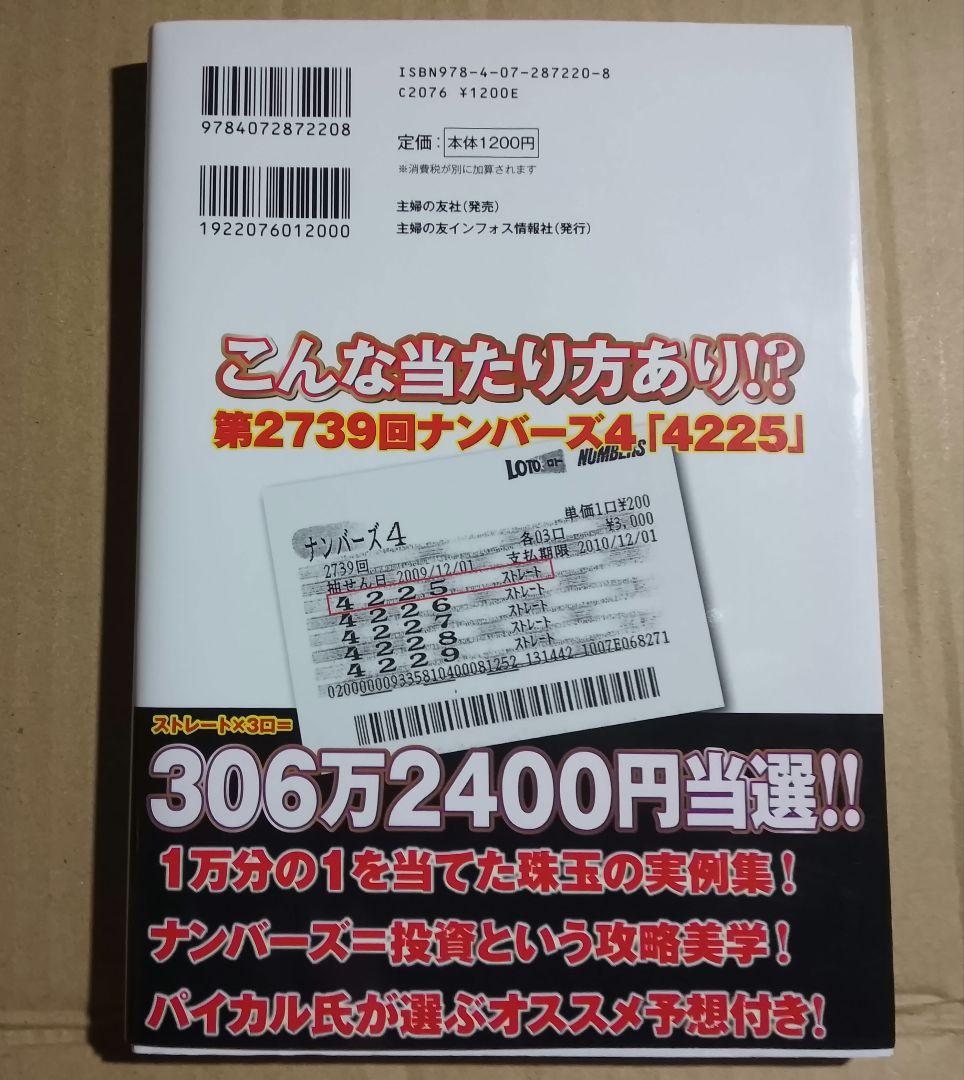 ISBN978-4-07-287220-8
C2076 ¥1200E
9784072872208
定価：本体1200円
※消費税が別に加算されます
1922076012000
主婦の友社（発売）
主婦の友インフォス情報社（発行）
こんな当たり方あり!?
第2739回ナンバーズ4「4225」
LOTO ロト NUMBERS
ナンバーズ4
単価1口¥200
各03口 ¥3,000
2739回
抽せん日 2009/12/01 支払期限 2010/12/01
4225 ストレート
4226 ストレート
4227 ストレート
4228 ストレート
4229 ストレート
020000009335810400081252 131442 1007E068271
ストレート×3口=
306万2400円当選!!
1万分の1を当てた珠玉の実例集!
ナンバーズ=投資という攻略美学!
パイカル氏が選ぶオススメ予想付き!